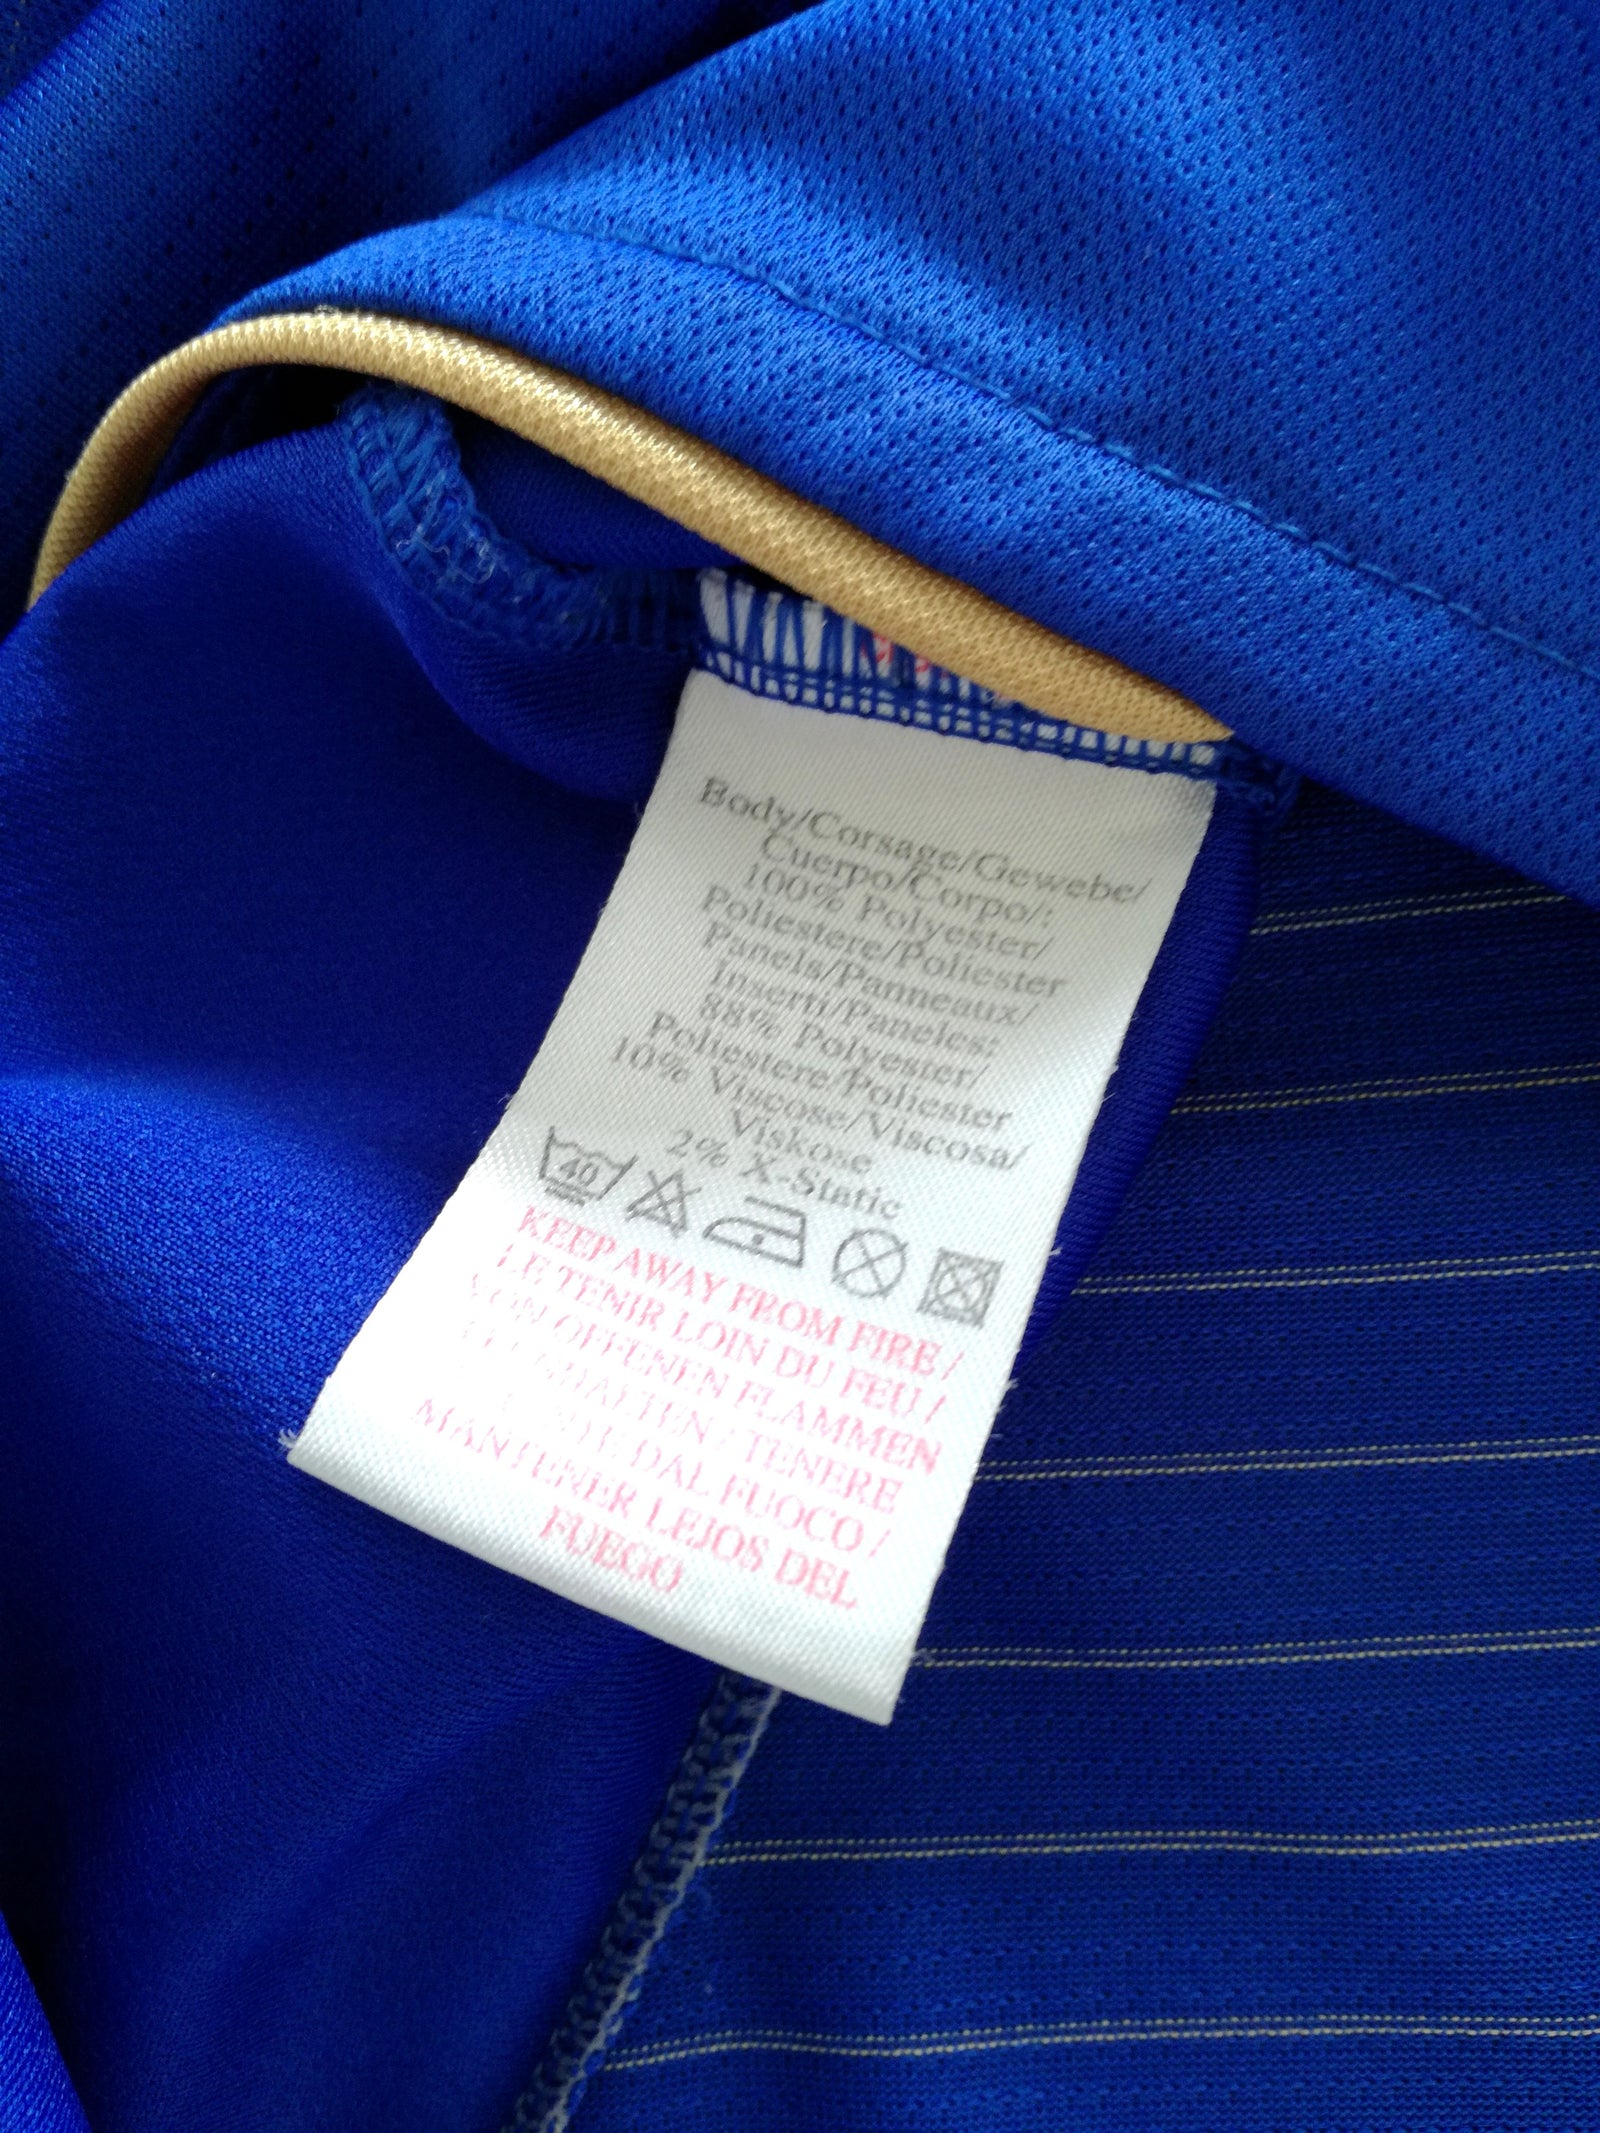 Body/Corsage/Gewebe/
Cuerpo/Corpo/:
100% Polyester/
Poliestere/Poliester
Panels/Panneaux/
Inserti/Paneles:
88% Polyester/
Poliestere/Poliester
10% Viscose/Viscosa/
Viskose
2% X-Static
40
KEEP AWAY FROM FIRE /
LE TENIR LOIN DU FEU /
VON OFFENEN FLAMMEN
TENERE
DAL FUOCO /
MANTENER LEJOS DEL
FUEGO